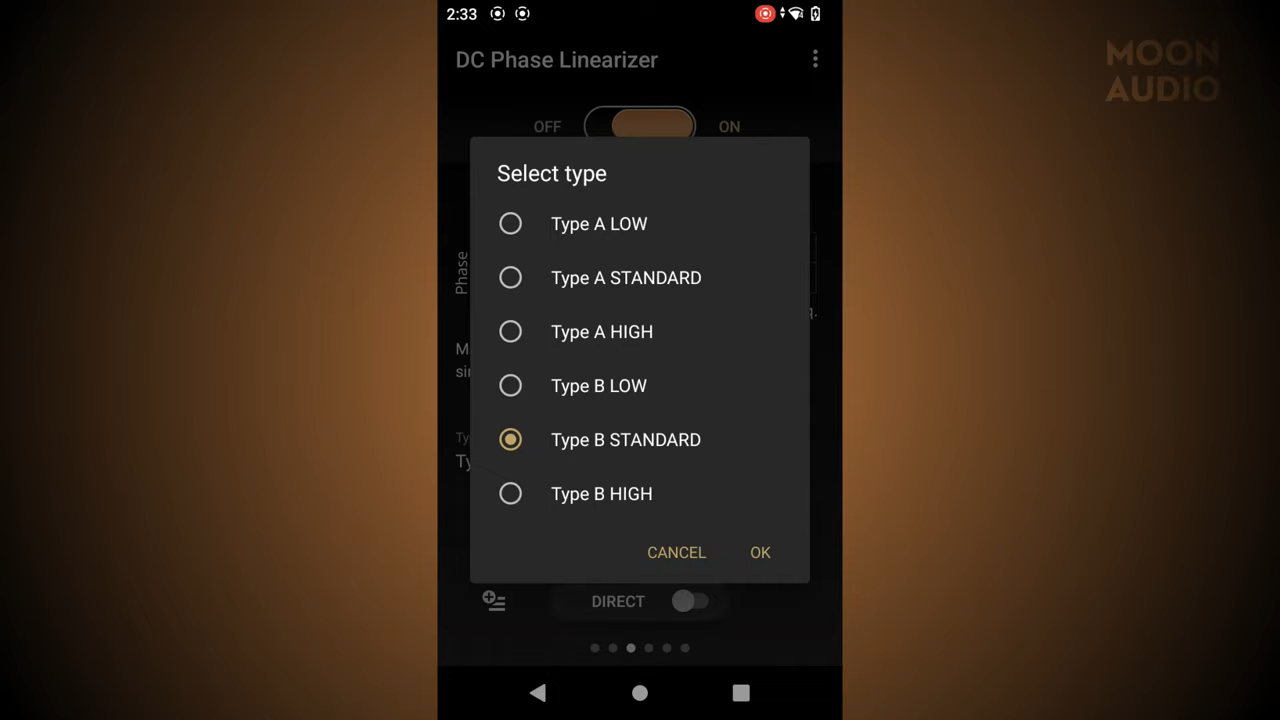 2:33
DC Phase Linearizer
MOON
AUDIO
OFF
ON
Select type
Type A LOW
Type A STANDARD
Phase
Type A HIGH
Type B LOW
Type B STANDARD
Type B HIGH
CANCEL
OK
DIRECT